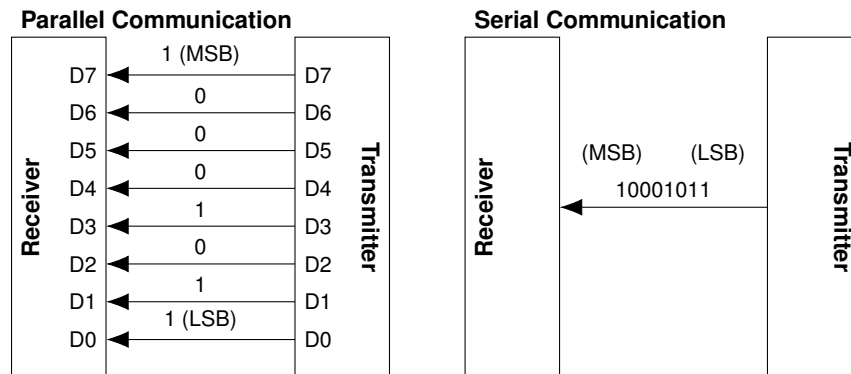 Parallel Communication
Receiver
D7 1 (MSB) D7
D6 0 D6
D5 0 D5
D4 0 D4
D3 1 D3
D2 0 D2
D1 1 D1
D0 1 (LSB) D0
Transmitter
Serial Communication
Receiver
(MSB) (LSB)
10001011
Transmitter